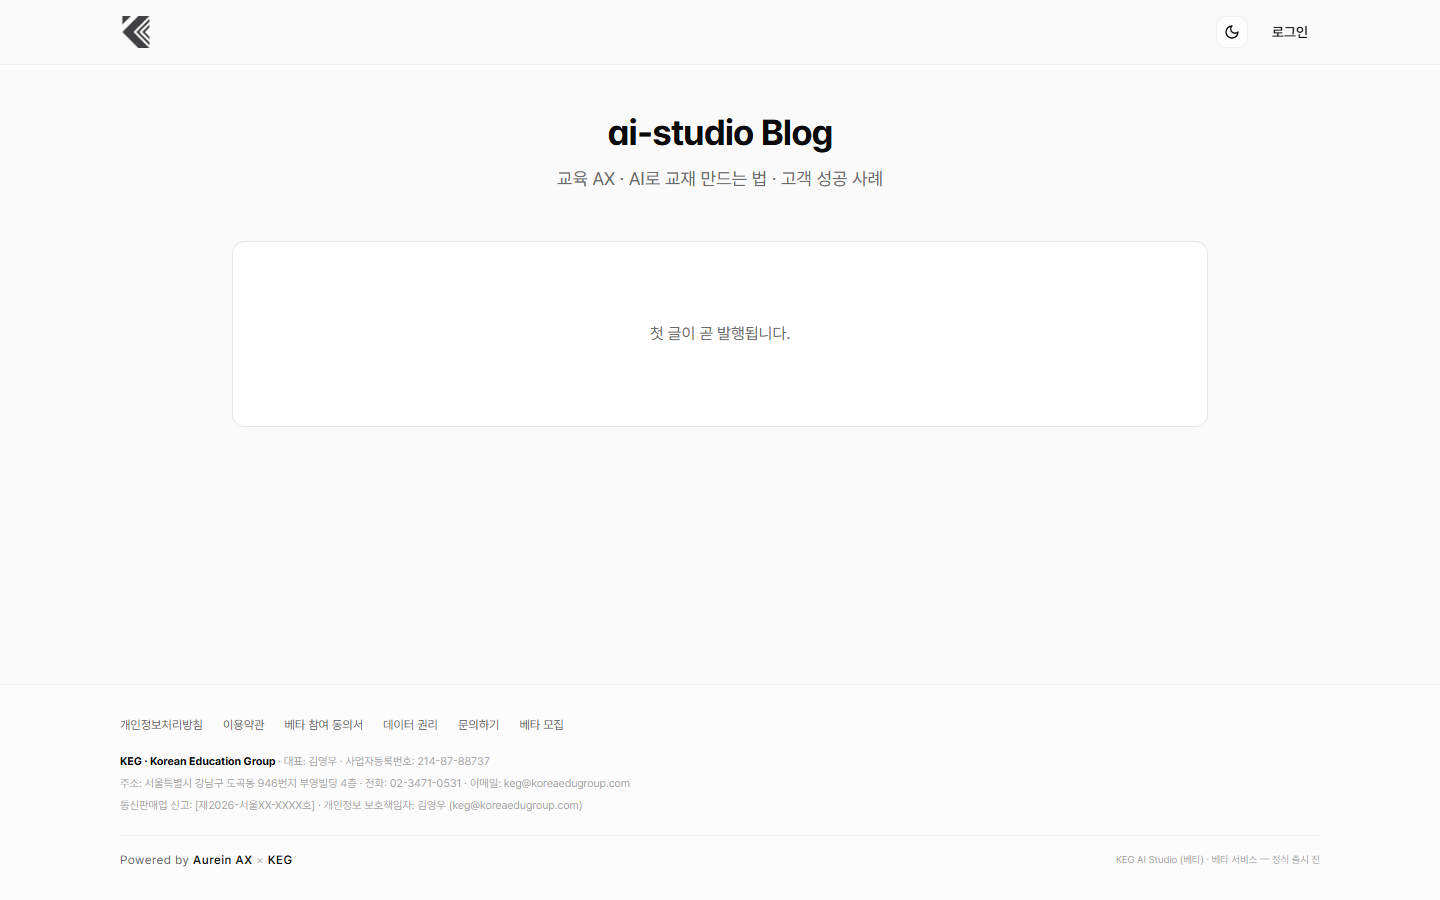 로그인
ai-studio Blog
교육 AX · AI로 교재 만드는 법 · 고객 성공 사례
첫 글이 곧 발행됩니다.
개인정보처리방침 이용약관 베타 참여 동의서 데이터 권리 문의하기 베타 모집
KEG · Korean Education Group · 대표: 김영우 · 사업자등록번호: 214-87-88737
주소: 서울특별시 강남구 도곡동 946번지 부영빌딩 4층 · 전화: 02-3471-0531 · 이메일: keg@koreaedugroup.com
통신판매업 신고: [제2026-서울XX-XXXX호] · 개인정보 보호책임자: 김영우 (keg@koreaedugroup.com)
Powered by Aurein AX × KEG
KEG AI Studio (베타) · 베타 서비스 — 정식 출시 전